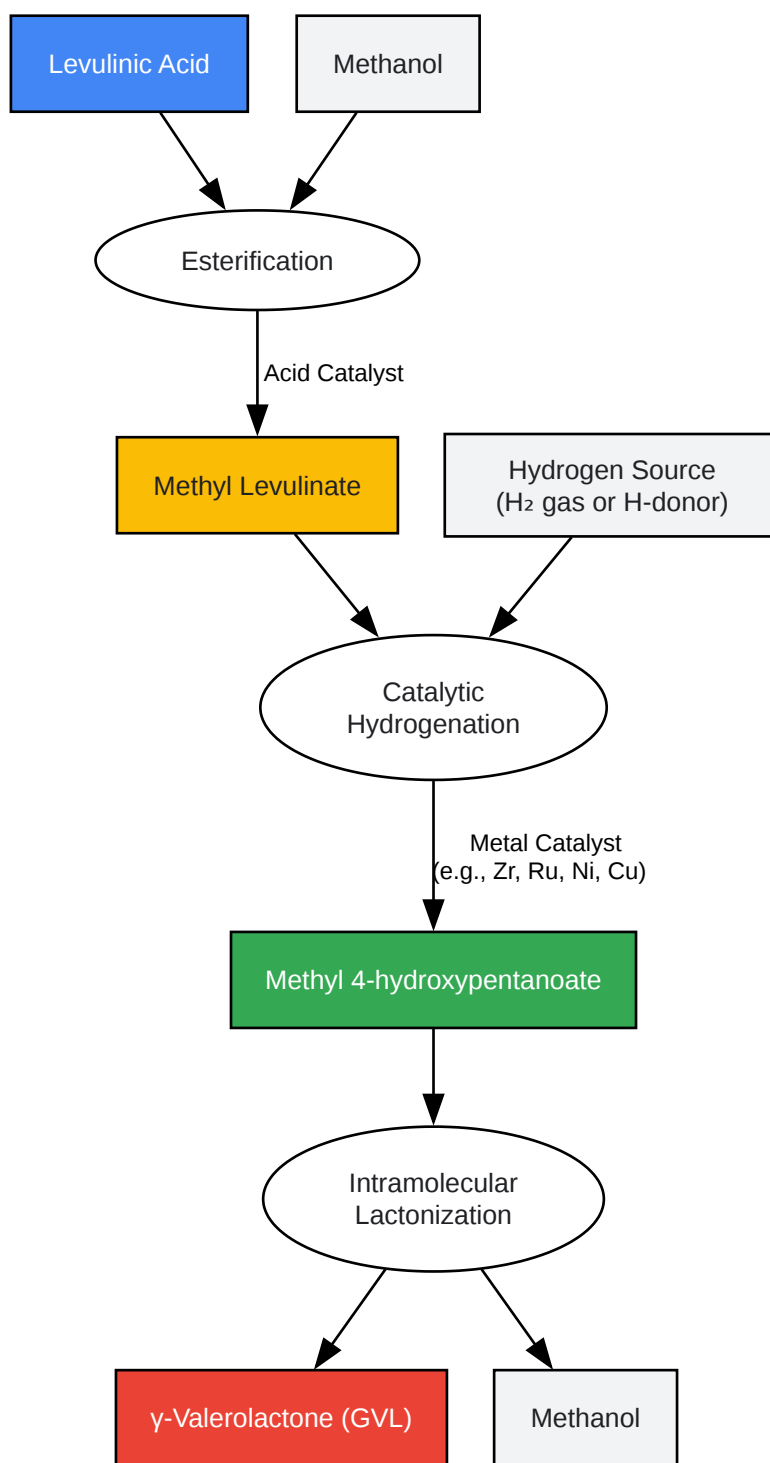 Levulinic Acid
Methanol
Esterification
Acid Catalyst
Methyl Levulinate
Hydrogen Source
(H₂ gas or H-donor)
Catalytic
Hydrogenation
Metal Catalyst
(e.g., Zr, Ru, Ni, Cu)
Methyl 4-hydroxypentanoate
Intramolecular
Lactonization
γ-Valerolactone (GVL)
Methanol